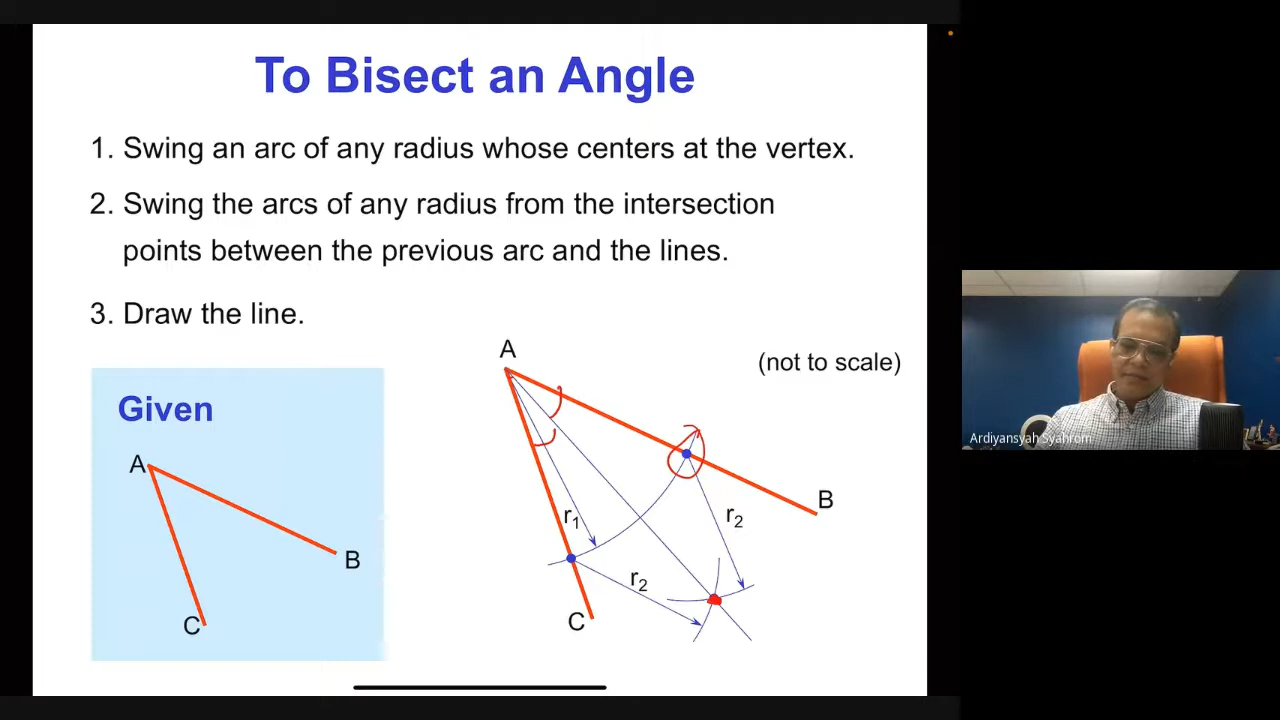 To Bisect an Angle
1. Swing an arc of any radius whose centers at the vertex.
2. Swing the arcs of any radius from the intersection
points between the previous arc and the lines.
3. Draw the line.
(not to scale)
Given
A
B
C
A
B
C
r1
r2
r2
Ardiyansyah Syahrom